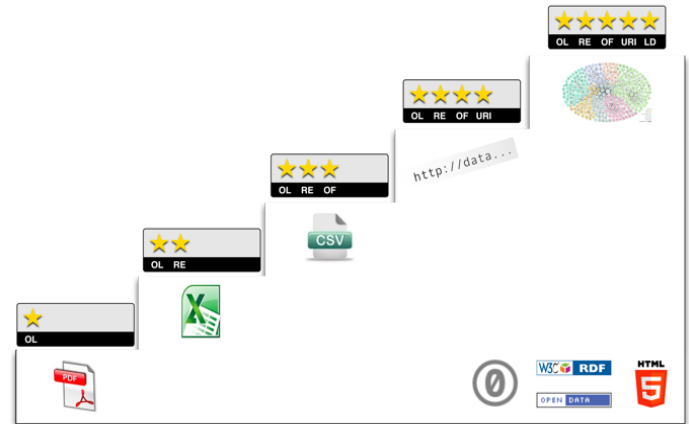 OL RE OF URI LD
OL RE OF URI
http://data...
OL RE OF
CSV
OL RE
OL
PDF
W3C RDF
HTML
OPEN DATA